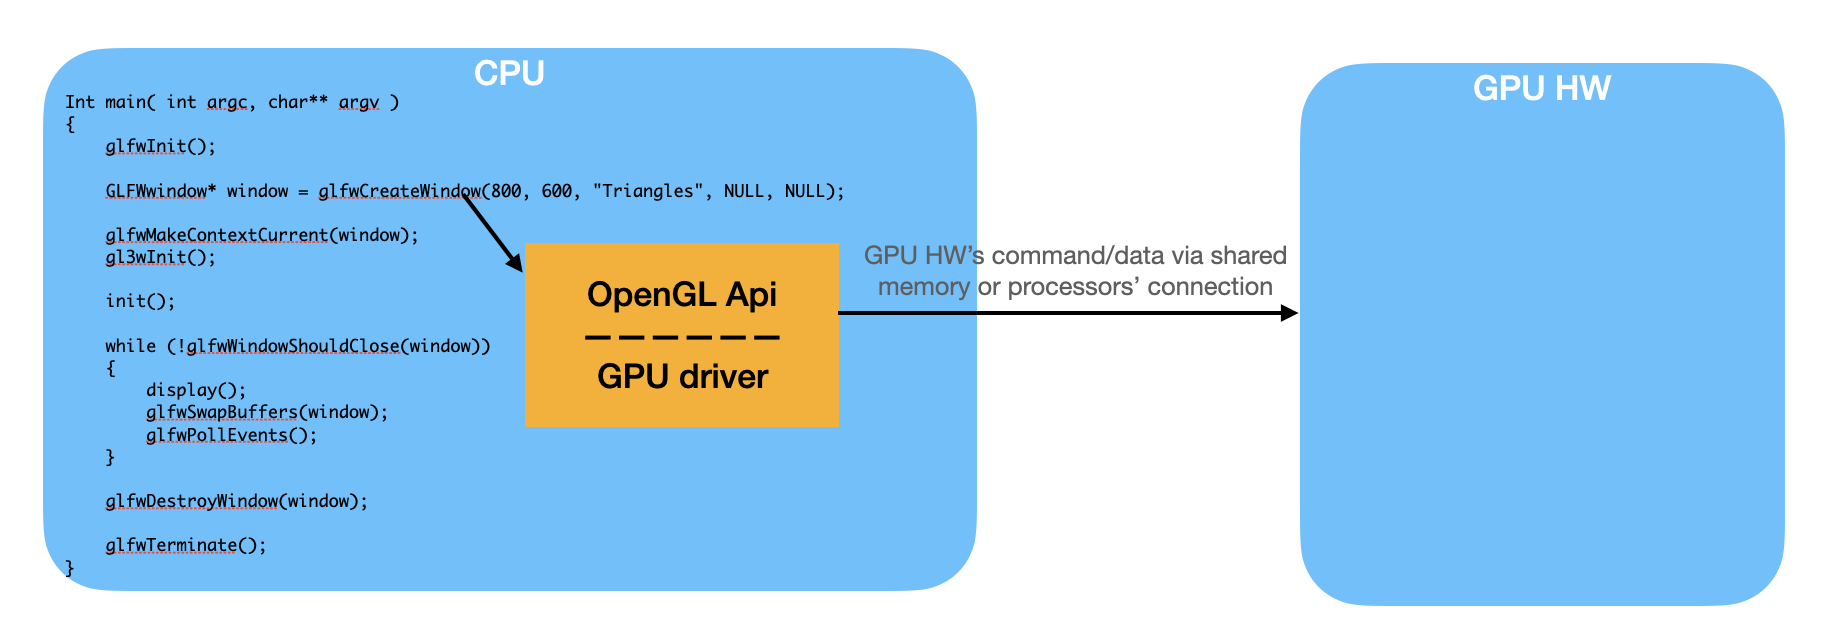 CPU
Int main( int argc, char** argv )
{
glfwInit();
GLFWwindow* window = glfwCreateWindow(800, 600, "Triangles", NULL, NULL);
glfwMakeContextCurrent(window);
gl3wInit();
init();
while (!glfwWindowShouldClose(window))
{
display();
glfwSwapBuffers(window);
glfwPollEvents();
}
glfwDestroyWindow(window);
glfwTerminate();
}
OpenGL Api
GPU driver
GPU HW’s command/data via shared
memory or processors’ connection
GPU HW